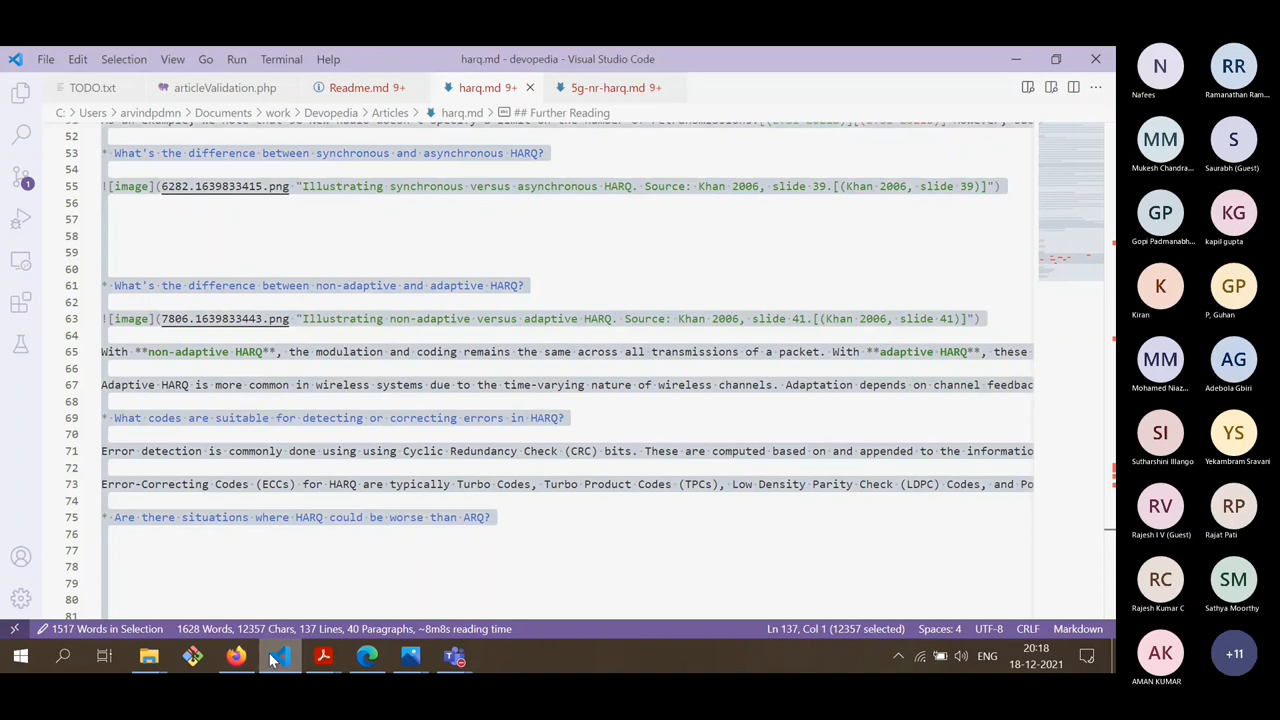 File Edit Selection View Go Run Terminal Help
harq.md - devopedia - Visual Studio Code
TODO.txt articleValidation.php Readme.md 9+ harq.md 9+ 5g-nr-harq.md 9+
C: > Users > arvindpdmn > Documents > work > Devopedia > Articles > harq.md > ## Further Reading
52
53 * What's the difference between synchronous and asynchronous HARQ?
54
55 ![image](6282.1639833415.png "Illustrating synchronous versus asynchronous HARQ. Source: Khan 2006, slide 39.[(Khan 2006, slide 39)]")
56
57
58
59
60
61 * What's the difference between non-adaptive and adaptive HARQ?
62
63 ![image](7806.1639833443.png "Illustrating non-adaptive versus adaptive HARQ. Source: Khan 2006, slide 41.[(Khan 2006, slide 41)]")
64
65 With **non-adaptive HARQ**, the modulation and coding remains the same across all transmissions of a packet. With **adaptive HARQ**, these
66
67 Adaptive HARQ is more common in wireless systems due to the time-varying nature of wireless channels. Adaptation depends on channel feedbac
68
69 * What codes are suitable for detecting or correcting errors in HARQ?
70
71 Error detection is commonly done using using Cyclic Redundancy Check (CRC) bits. These are computed based on and appended to the informatio
72
73 Error-Correcting Codes (ECCs) for HARQ are typically Turbo Codes, Turbo Product Codes (TPCs), Low Density Parity Check (LDPC) Codes, and Po
74
75 * Are there situations where HARQ could be worse than ARQ?
76
77
78
79
80
81
1517 Words in Selection 1628 Words, 12357 Chars, 137 Lines, 40 Paragraphs, ~8m8s reading time
Ln 137, Col 1 (12357 selected) Spaces: 4 UTF-8 CRLF Markdown
1
ENG
20:18
18-12-2021
N RR
Nafees Ramanathan Ram...
MM S
Mukesh Chandra... Saurabh (Guest)
GP KG
Gopi Padmanabh... kapil gupta
K GP
Kiran P, Guhan
MM AG
Mohamed Niaz... Adebola Gbiri
SI YS
Sutharshini Illango Yekambram Sravani
RV RP
Rajesh I V (Guest) Rajat Pati
RC SM
Rajesh Kumar C Sathya Moorthy
AK +11
AMAN KUMAR